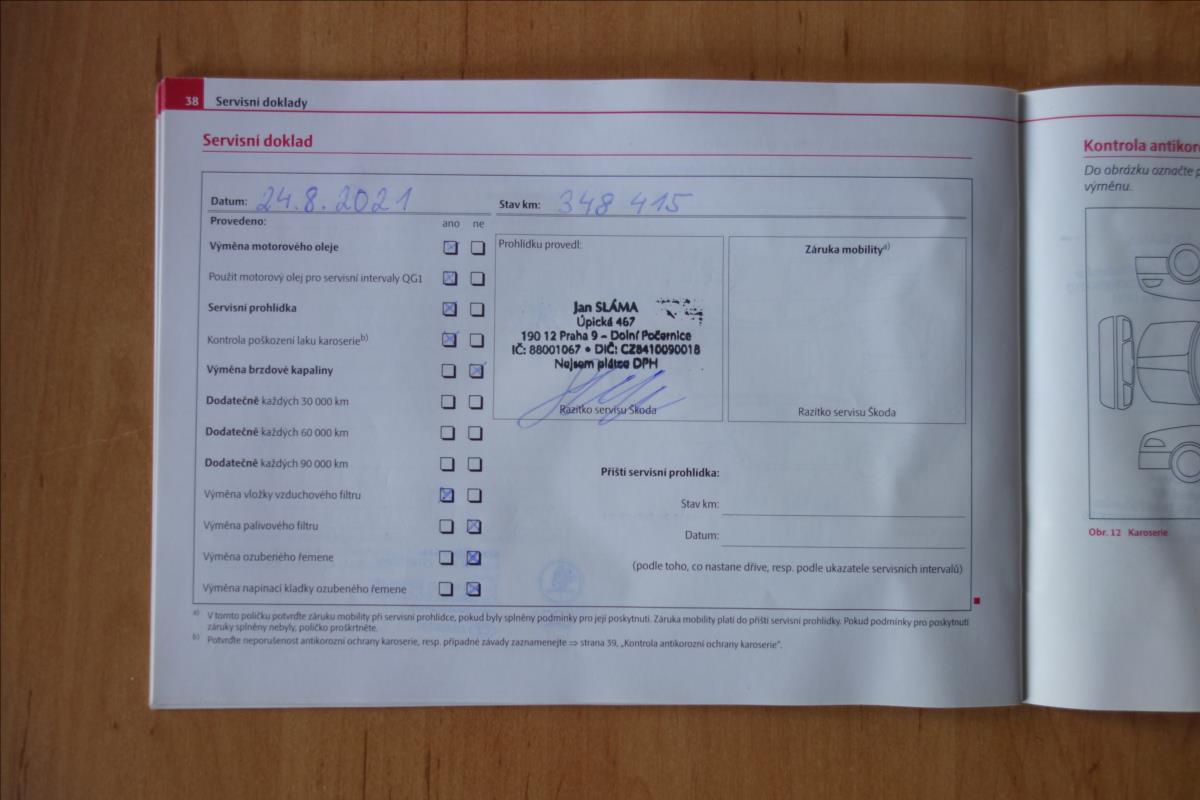 38 Servisní doklady
Servisní doklad
Datum: 24.8.2021
Stav km: 348 415
Provedeno: ano ne
Výměna motorového oleje
Použit motorový olej pro servisní intervaly QG1
Servisní prohlídka
Kontrola poškození laku karoserie b)
Výměna brzdové kapaliny
Dodatečně každých 30 000 km
Dodatečně každých 60 000 km
Dodatečně každých 90 000 km
Výměna vložky vzduchového filtru
Výměna palivového filtru
Výměna ozubeného řemene
Výměna napínací kladky ozubeného řemene
Prohlídku provedl:
Jan SLÁMA
Úpická 467
190 12 Praha 9 – Dolní Počernice
IČ: 88001067 • DIČ: CZ8410090018
Nejsem plátce DPH
Razítko servisu Škoda
Záruka mobility a)
Razítko servisu Škoda
Příští servisní prohlídka:
Stav km:
Datum:
(podle toho, co nastane dříve, resp. podle ukazatele servisních intervalů)
a) V tomto políčku potvrďte záruku mobility při servisní prohlídce, pokud byly splněny podmínky pro její poskytnutí. Záruka mobility platí do příští servisní prohlídky. Pokud podmínky pro poskytnutí
záruky splněny nebyly, políčko proškrtněte.
b) Potvrďte neporušenost antikorozní ochrany karoserie, resp. případné závady zaznamenejte ⇒ strana 39, „Kontrola antikorozní ochrany karoserie“.
Kontrola antikoro
Do obrázku označte p
výměnu.
Obr. 12 Karoserie